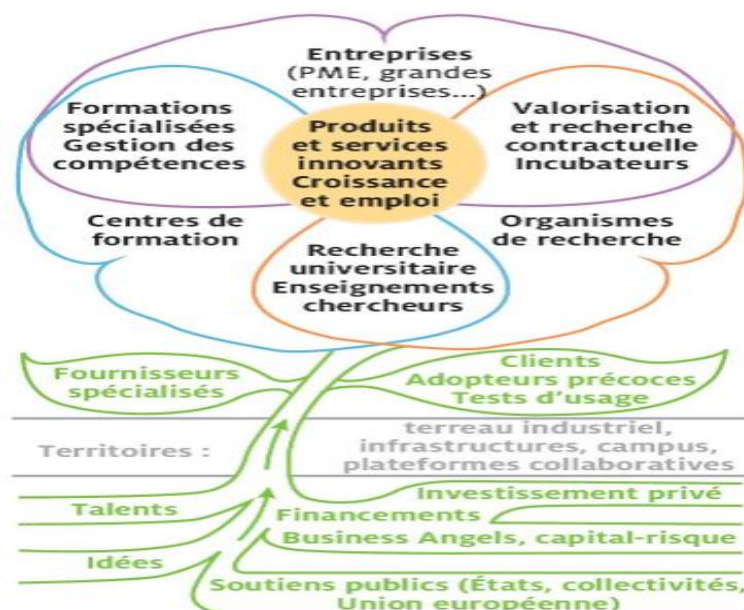 Entreprises
(PME, grandes
entreprises...)
Formations
spécialisées
Gestion des
compétences
Produits
et services
innovants
Croissance
et emploi
Valorisation
et recherche
contractuelle
Incubateurs
Centres de
formation
Organismes
de recherche
Recherche
universitaire
Enseignements
chercheurs
Fournisseurs
spécialisés
Clients
Adopteurs précoces
Tests d'usage
Territoires :
terreau industriel,
infrastructures, campus,
plateformes collaboratives
Talents
Investissement privé
Financements
Business Angels, capital-risque
Idées
Soutiens publics (États, collectivités,
Union européenne)